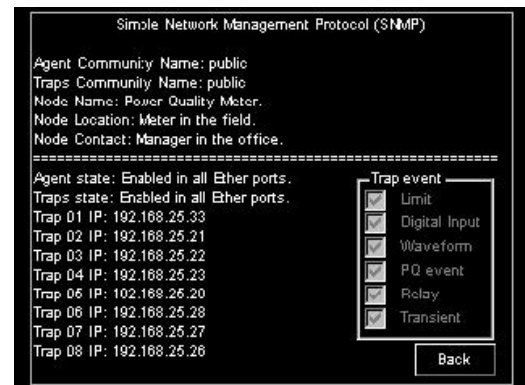 Simple Network Management Protocol (SNMP)
Agent Community Name: public
Traps Community Name: public
Node Name: Power Quality Meter.
Node Location: Meter in the field.
Node Contact: Manager in the office.
=====================================================
Agent state: Enabled in all Ether ports.
Traps state: Enabled in all Ether ports.
Trap 01 IP: 192.168.25.33
Trap 02 IP: 192.168.25.21
Trap 03 IP: 192.168.25.22
Trap 04 IP: 192.168.25.23
Trap 05 IP: 192.168.25.20
Trap 06 IP: 192.168.25.28
Trap 07 IP: 192.168.25.27
Trap 08 IP: 192.168.25.26
Trap event
Limit
Digital Input
Waveform
PQ event
Relay
Transient
Back